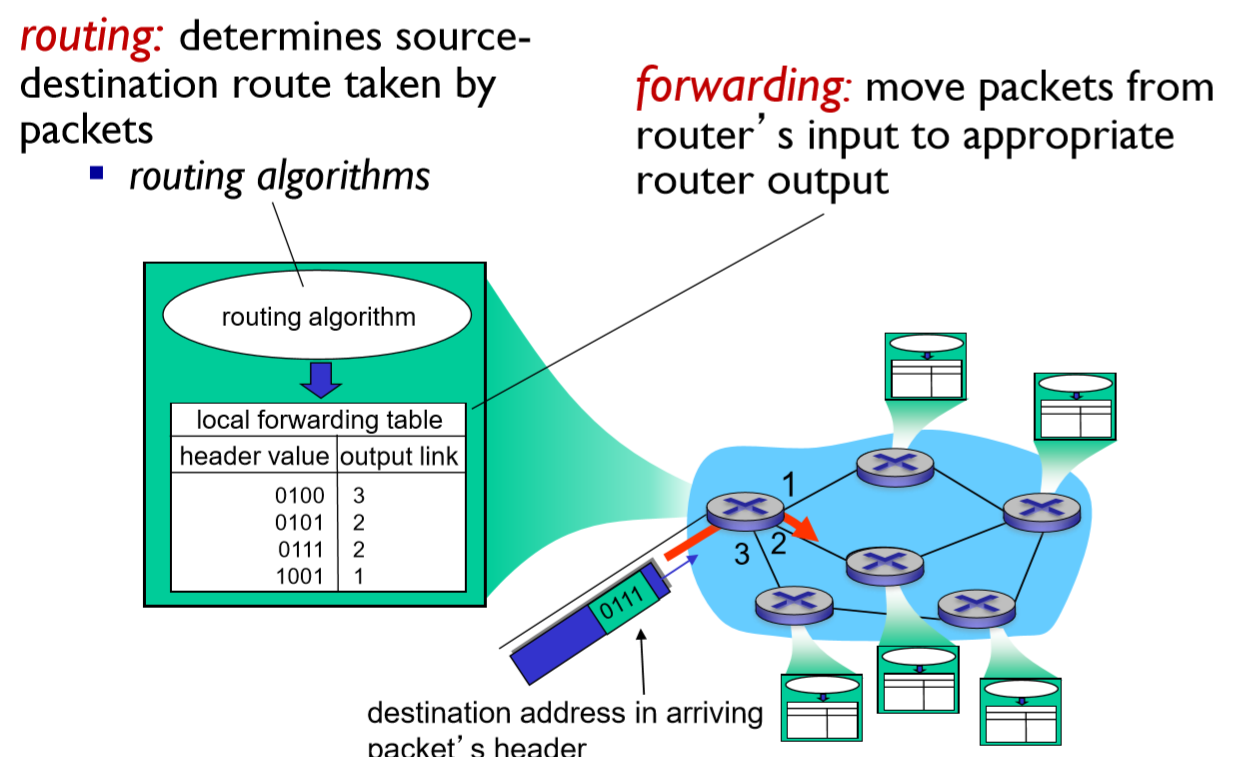 routing: determines source-
destination route taken by
packets
▪ routing algorithms
forwarding: move packets from
router’s input to appropriate
router output
routing algorithm
local forwarding table
header value output link
0100 3
0101 2
0111 2
1001 1
1
2
3
0111
destination address in arriving
packet’s header